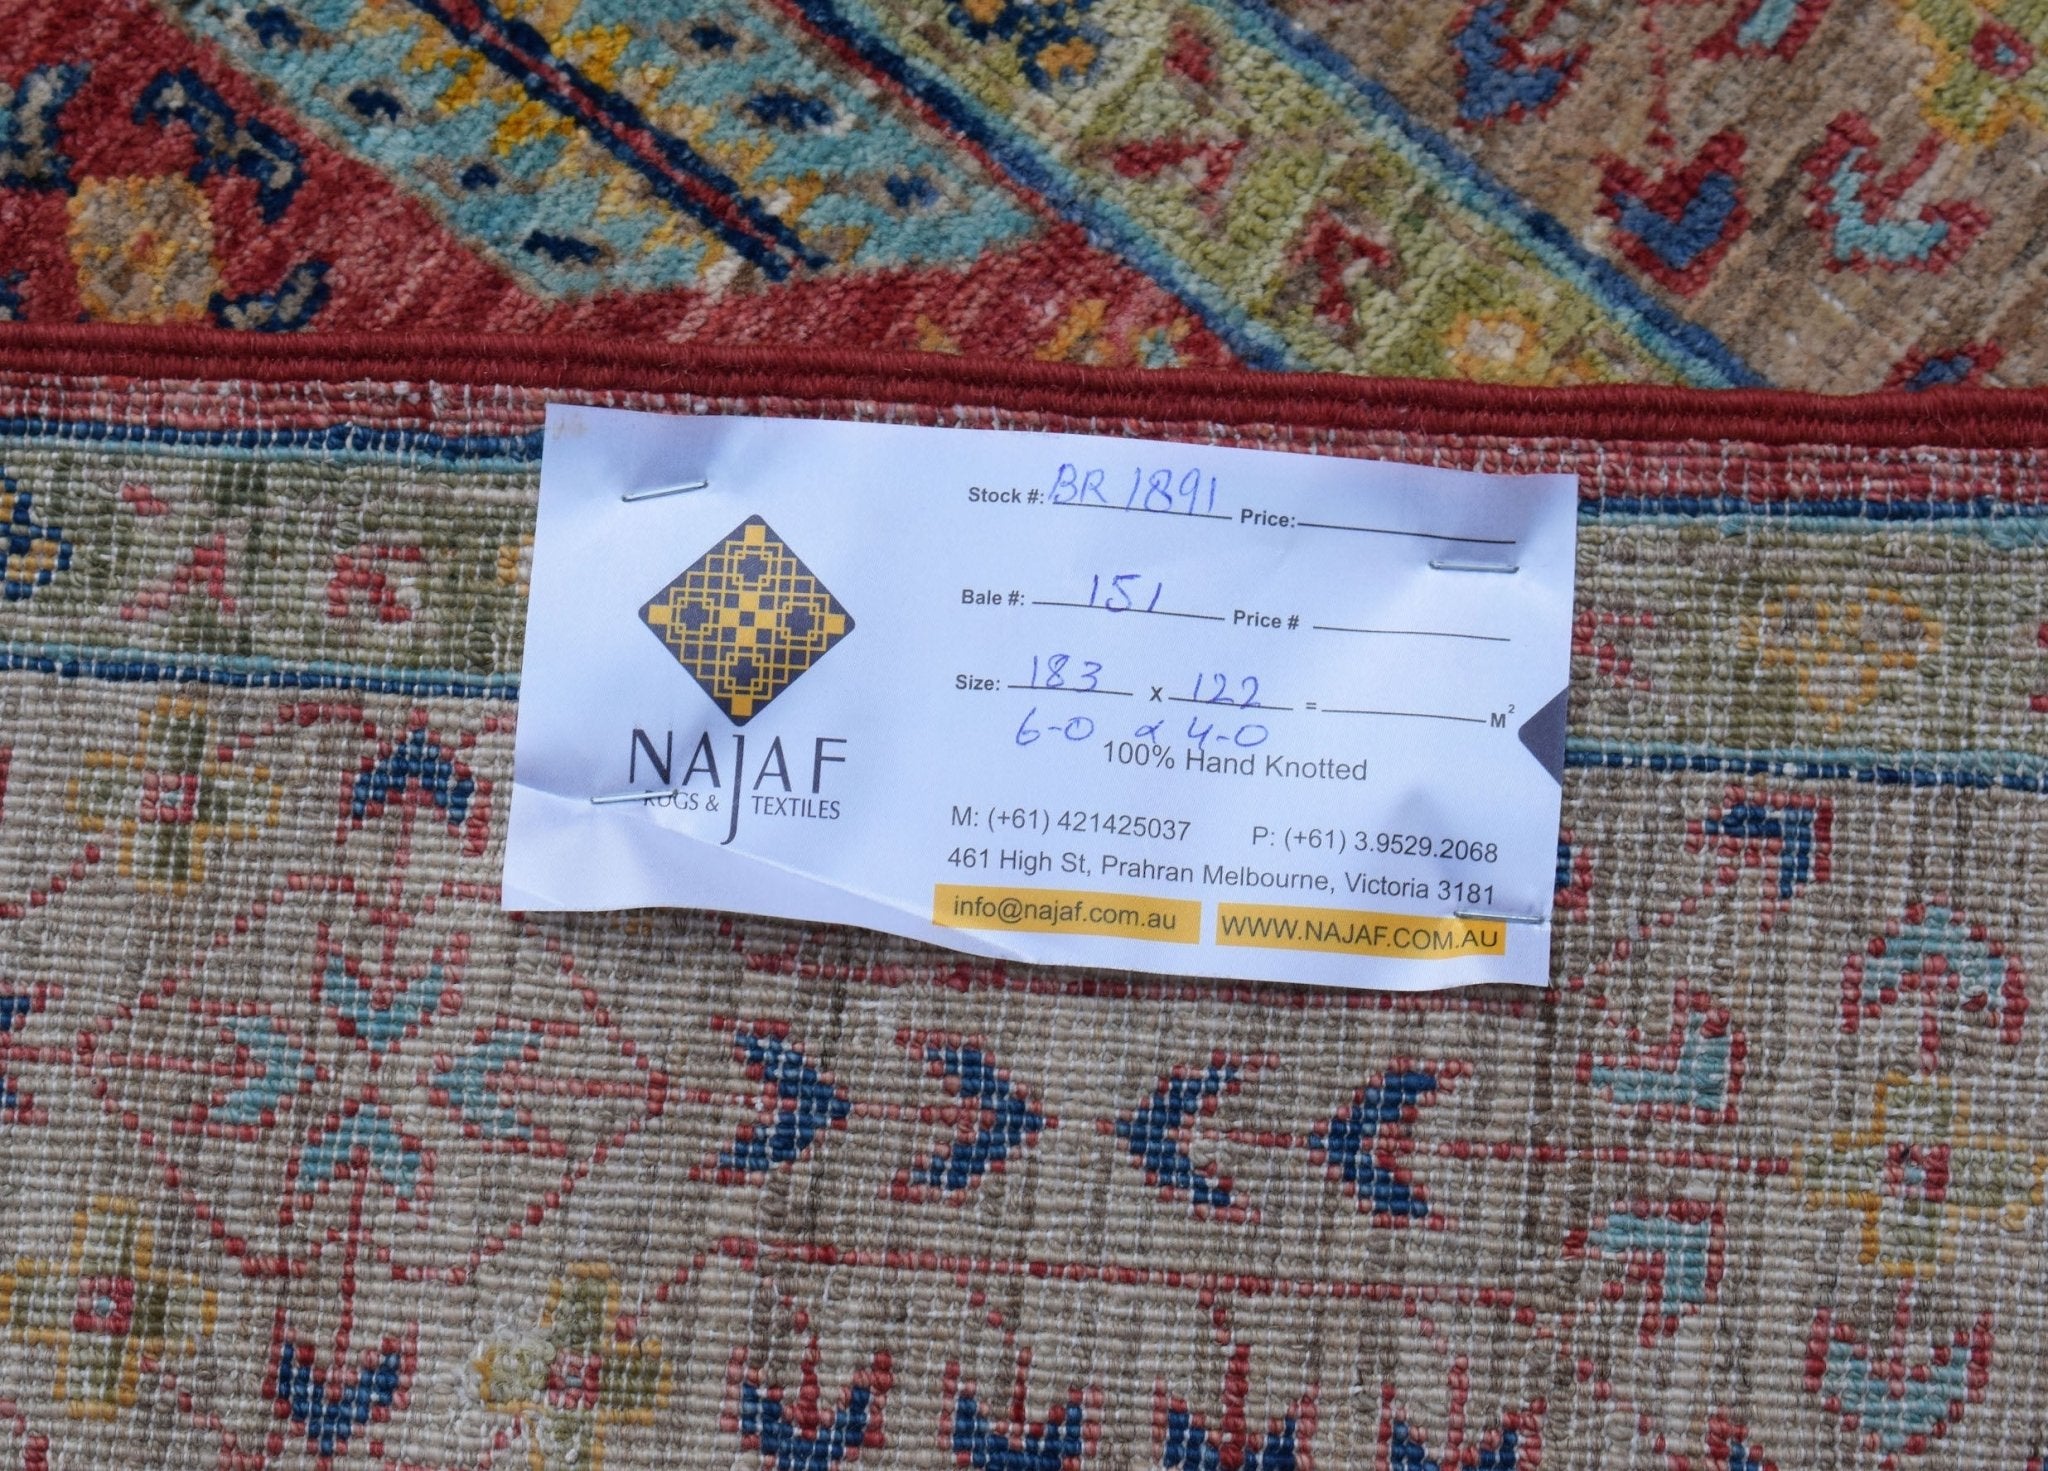 Stock #: BR 1891 Price:
Bale #: 151 Price #
Size: 183 x 122 = M²
6-0 x 4-0
100% Hand Knotted
NAJAF
RUGS & TEXTILES
M: (+61) 421425037 P: (+61) 3.9529.2068
461 High St, Prahran Melbourne, Victoria 3181
info@najaf.com.au WWW.NAJAF.COM.AU